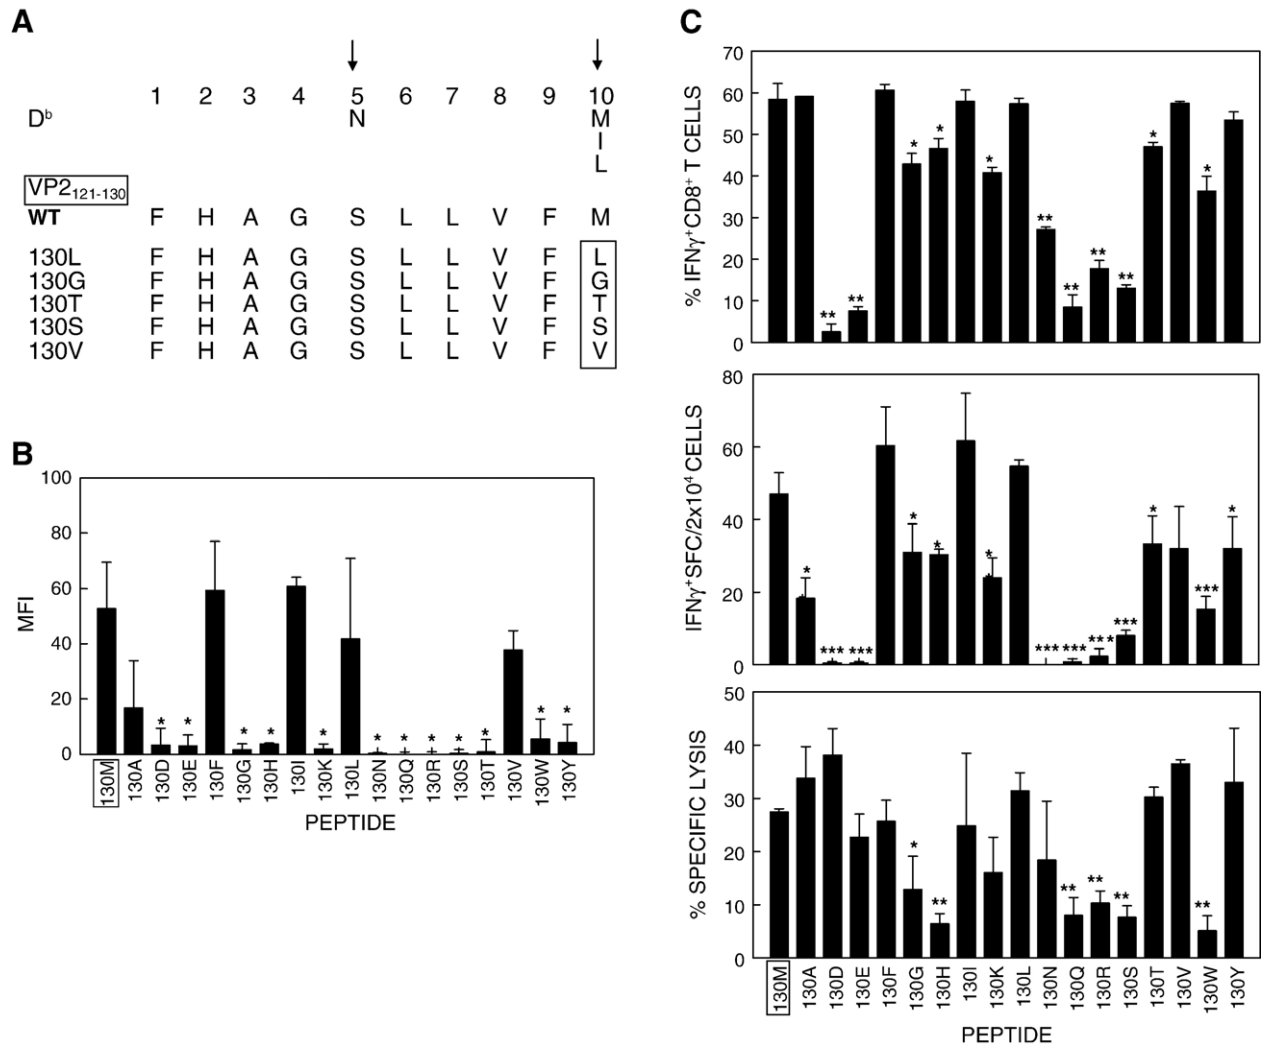 A
1 2 3 4 5 6 7 8 9 10
Dᵇ N M
I
L
VP2₁₂₁₋₁₃₀
WT F H A G S L L V F M
130L F H A G S L L V F L
130G F H A G S L L V F G
130T F H A G S L L V F T
130S F H A G S L L V F S
130V F H A G S L L V F V
B
100
80
60
40
20
0
MFI
* * * * * * * * * * * *
130M 130A 130D 130E 130F 130G 130H 130I 130K 130L 130N 130Q 130R 130S 130T 130V 130W 130Y
PEPTIDE
C
70
60
50
40
30
20
10
0
% IFNγ⁺CD8⁺ T CELLS
** ** * * * ** ** ** ** * *
80
60
40
20
0
IFNγ⁺SFC/2x10⁴ CELLS
* *** *** * * * *** *** *** *** * *** *
50
40
30
20
10
0
% SPECIFIC LYSIS
* ** ** ** ** **
130M 130A 130D 130E 130F 130G 130H 130I 130K 130L 130N 130Q 130R 130S 130T 130V 130W 130Y
PEPTIDE